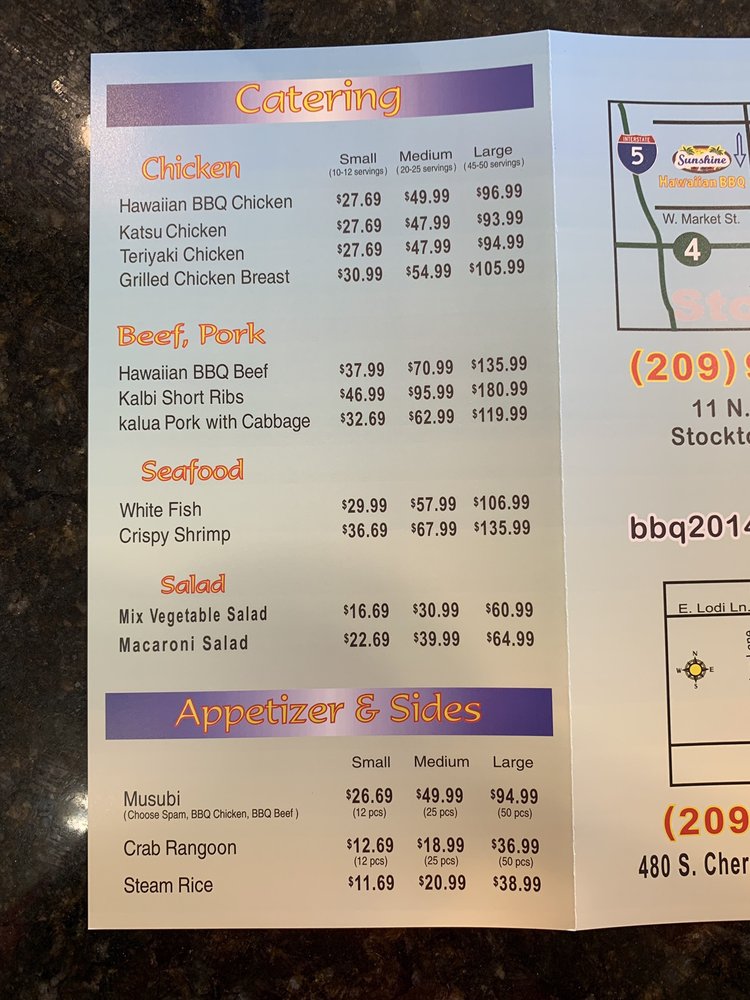 Catering
Chicken
Small Medium Large
(10-12 servings) (20-25 servings) (45-50 servings)
Hawaiian BBQ Chicken $27.69 $49.99 $96.99
Katsu Chicken $27.69 $47.99 $93.99
Teriyaki Chicken $27.69 $47.99 $94.99
Grilled Chicken Breast $30.99 $54.99 $105.99
Beef, Pork
Hawaiian BBQ Beef $37.99 $70.99 $135.99
Kalbi Short Ribs $46.99 $95.99 $180.99
kalua Pork with Cabbage $32.69 $62.99 $119.99
Seafood
White Fish $29.99 $57.99 $106.99
Crispy Shrimp $36.69 $67.99 $135.99
Salad
Mix Vegetable Salad $16.69 $30.99 $60.99
Macaroni Salad $22.69 $39.99 $64.99
Appetizer & Sides
Small Medium Large
Musubi $26.69 $49.99 $94.99
(Choose Spam, BBQ Chicken, BBQ Beef) (12 pcs) (25 pcs) (50 pcs)
Crab Rangoon $12.69 $18.99 $36.99
(12 pcs) (25 pcs) (50 pcs)
Steam Rice $11.69 $20.99 $38.99
INTERSTATE
5
Sunshine
Hawaiian BBQ
W. Market St.
4
Sto
(209) 9
11 N.
Stockto
bbq2014
E. Lodi Ln.
N
W E
S
(209
480 S. Cher